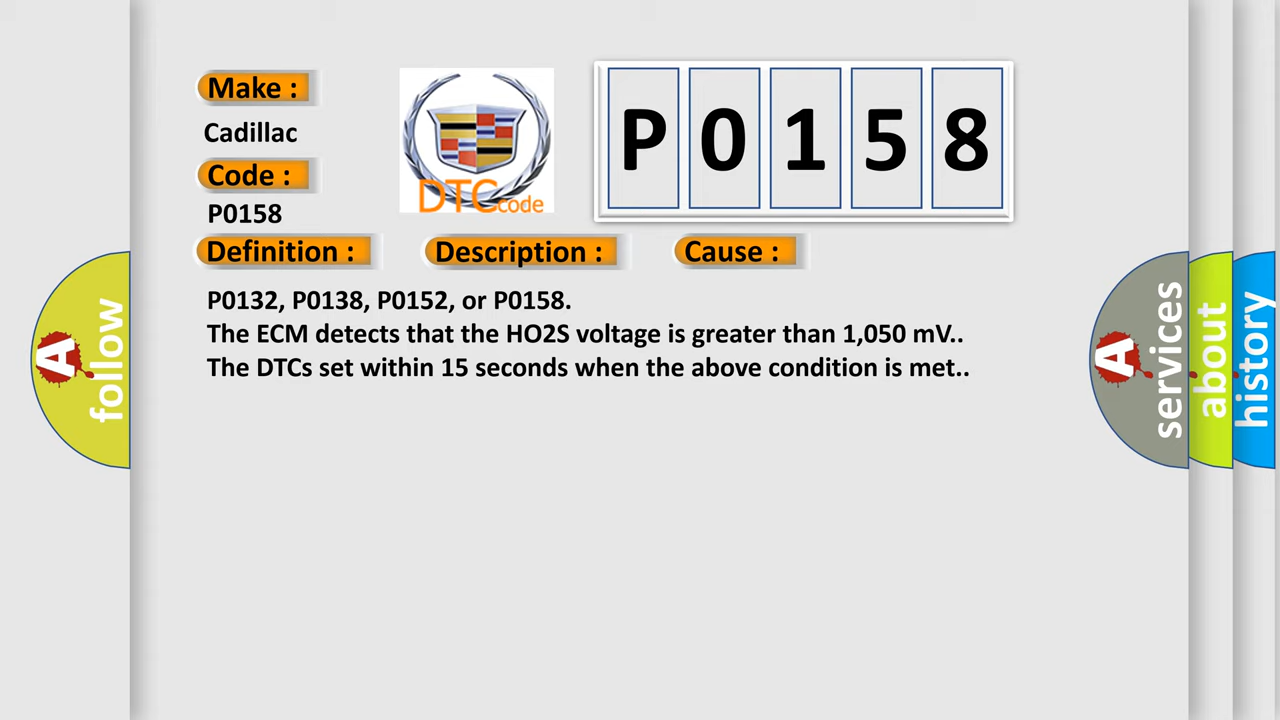 Make :
Cadillac
Code :
P0158
DTC code
P 0 1 5 8
Definition :
Description :
Cause :
P0132, P0138, P0152, or P0158.
The ECM detects that the HO2S voltage is greater than 1,050 mV..
The DTCs set within 15 seconds when the above condition is met..
A follow
A services
about
history